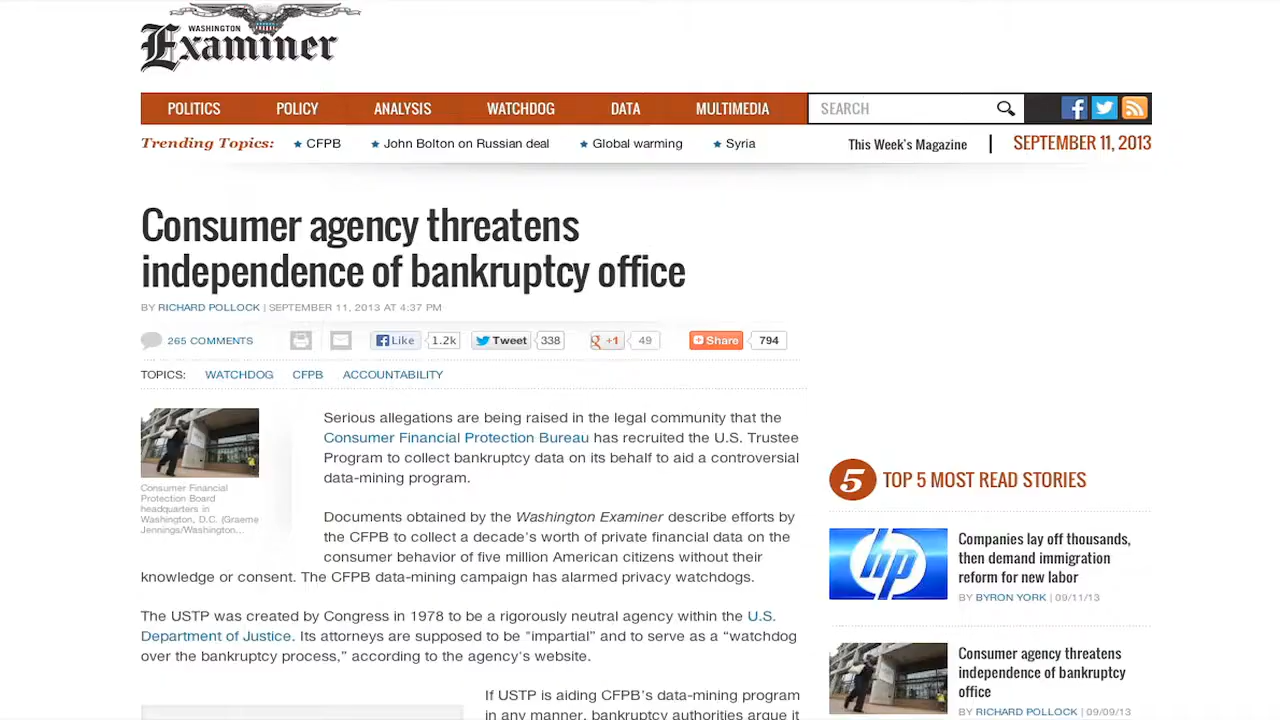 WASHINGTON
Examiner
POLITICS POLICY ANALYSIS WATCHDOG DATA MULTIMEDIA SEARCH
Trending Topics: CFPB John Bolton on Russian deal Global warming Syria This Week's Magazine SEPTEMBER 11, 2013
Consumer agency threatens
independence of bankruptcy office
BY RICHARD POLLOCK | SEPTEMBER 11, 2013 AT 4:37 PM
265 COMMENTS Like 1.2k Tweet 338 +1 49 Share 794
TOPICS: WATCHDOG CFPB ACCOUNTABILITY
Consumer Financial
Protection Board
headquarters in
Washington, D.C. (Graeme
Jennings/Washington...
Serious allegations are being raised in the legal community that the
Consumer Financial Protection Bureau has recruited the U.S. Trustee
Program to collect bankruptcy data on its behalf to aid a controversial
data-mining program.
Documents obtained by the Washington Examiner describe efforts by
the CFPB to collect a decade's worth of private financial data on the
consumer behavior of five million American citizens without their
knowledge or consent. The CFPB data-mining campaign has alarmed privacy watchdogs.
The USTP was created by Congress in 1978 to be a rigorously neutral agency within the U.S.
Department of Justice. Its attorneys are supposed to be "impartial" and to serve as a "watchdog
over the bankruptcy process," according to the agency's website.
If USTP is aiding CFPB's data-mining program
in any manner, bankruptcy authorities argue it
5 TOP 5 MOST READ STORIES
hp
Companies lay off thousands,
then demand immigration
reform for new labor
BY BYRON YORK | 09/11/13
Consumer agency threatens
independence of bankruptcy
office
BY RICHARD POLLOCK | 09/09/13